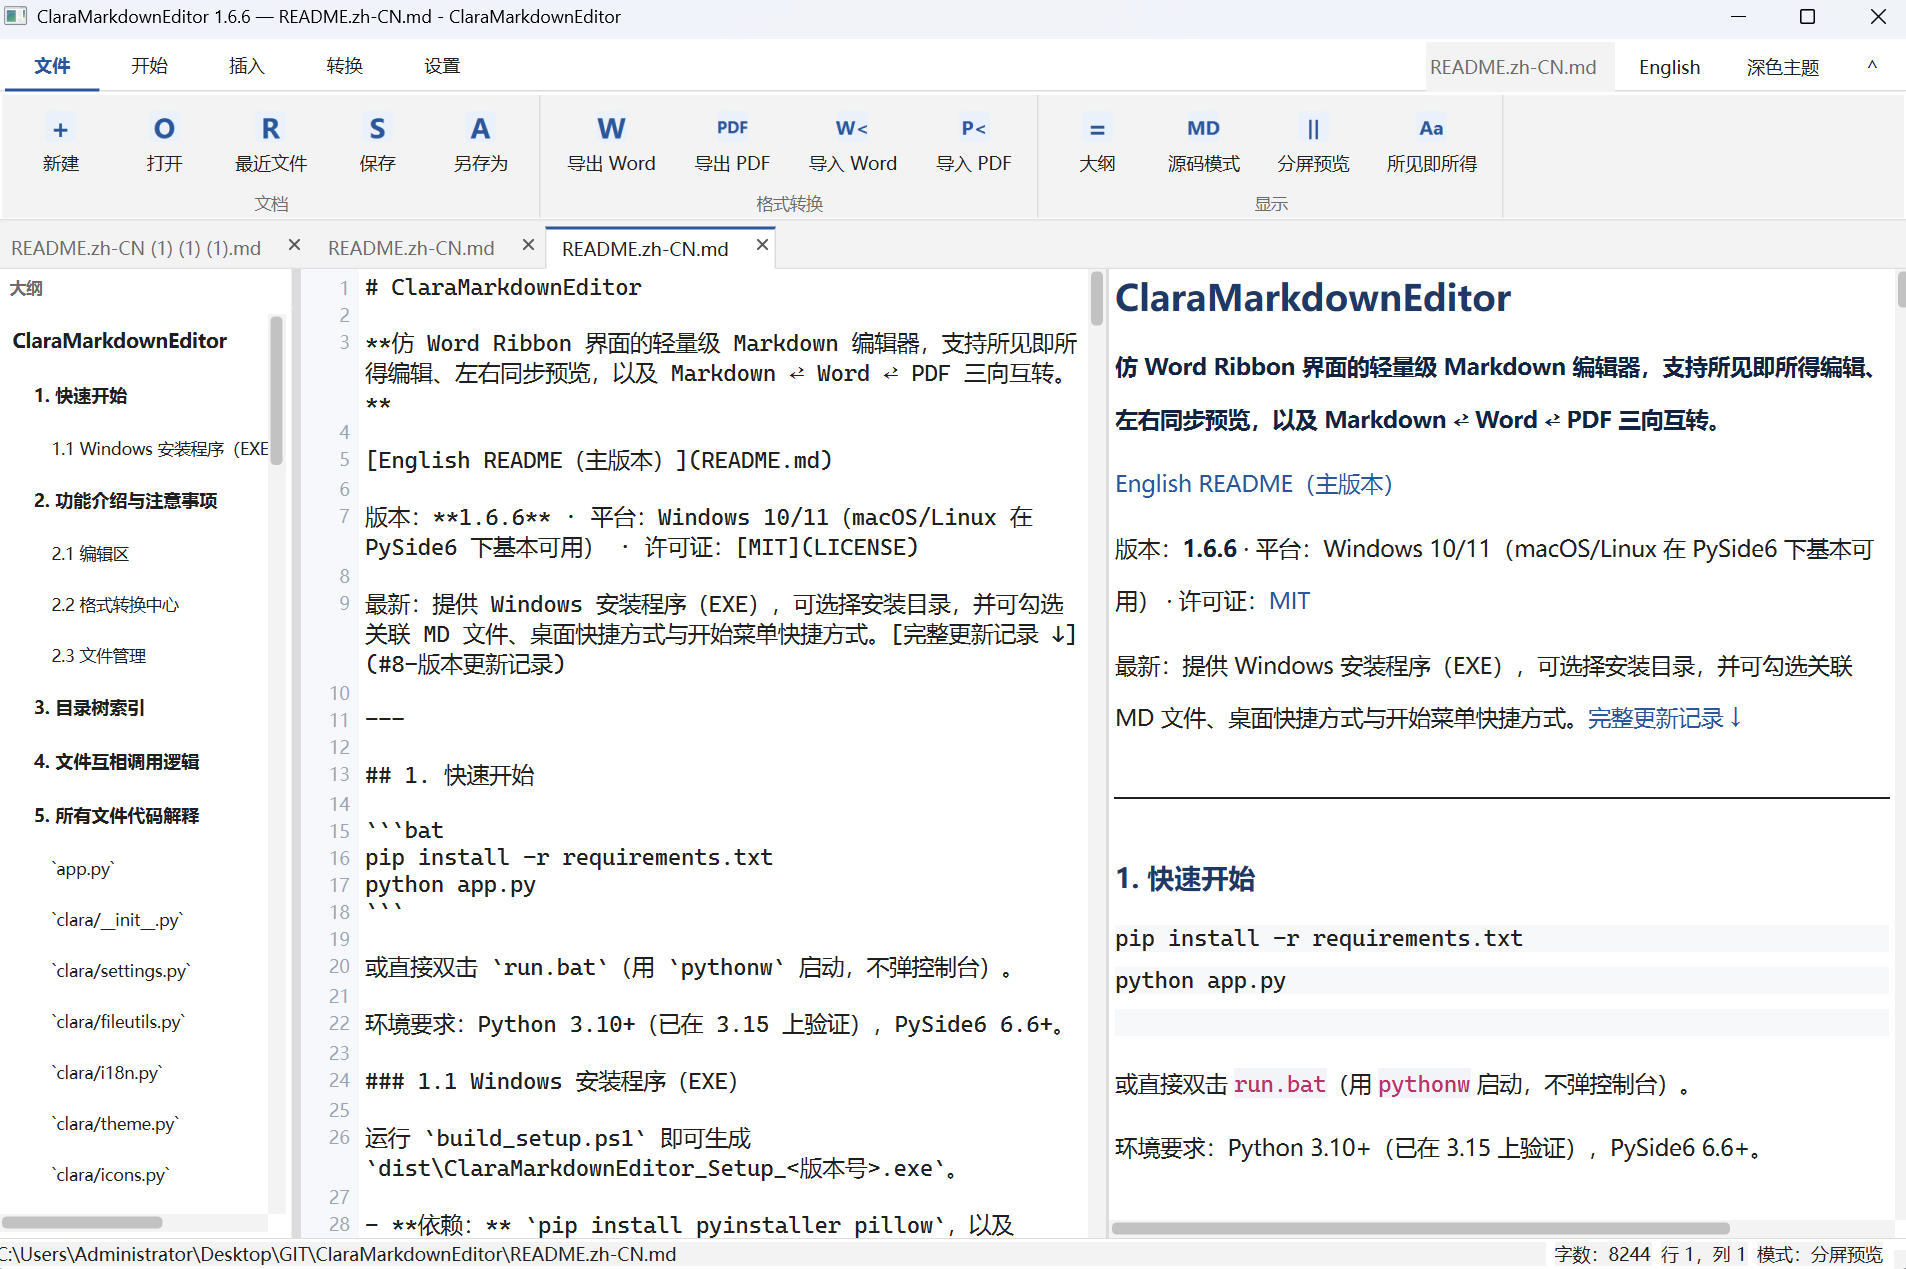 ClaraMarkdownEditor 1.6.6 — README.zh-CN.md - ClaraMarkdownEditor
文件 开始 插入 转换 设置 README.zh-CN.md English 深色主题 ^
+ O R S A W PDF W< P< = MD || Aa
新建 打开 最近文件 保存 另存为 导出 Word 导出 PDF 导入 Word 导入 PDF 大纲 源码模式 分屏预览 所见即所得
文档 格式转换 显示
README.zh-CN (1) (1) (1).md README.zh-CN.md README.zh-CN.md
大纲
ClaraMarkdownEditor
1. 快速开始
1.1 Windows 安装程序（EXE
2. 功能介绍与注意事项
2.1 编辑区
2.2 格式转换中心
2.3 文件管理
3. 目录树索引
4. 文件互相调用逻辑
5. 所有文件代码解释
`app.py`
`clara/__init__.py`
`clara/settings.py`
`clara/fileutils.py`
`clara/i18n.py`
`clara/theme.py`
`clara/icons.py`
1 # ClaraMarkdownEditor
2
3 **仿 Word Ribbon 界面的轻量级 Markdown 编辑器，支持所见即所
得编辑、左右同步预览，以及 Markdown ⇄ Word ⇄ PDF 三向互转。
**
4
5 [English README（主版本）](README.md)
6
7 版本：**1.6.6** · 平台：Windows 10/11（macOS/Linux 在
PySide6 下基本可用） · 许可证：[MIT](LICENSE)
8
9 最新：提供 Windows 安装程序（EXE），可选择安装目录，并可勾选
关联 MD 文件、桌面快捷方式与开始菜单快捷方式。[完整更新记录 ↓]
(#8-版本更新记录)
10
11 ---
12
13 ## 1. 快速开始
14
15 ```bat
16 pip install -r requirements.txt
17 python app.py
18 ```
19
20 或直接双击 `run.bat`（用 `pythonw` 启动，不弹控制台）。
21
22 环境要求：Python 3.10+（已在 3.15 上验证），PySide6 6.6+。
23
24 ### 1.1 Windows 安装程序（EXE）
25
26 运行 `build_setup.ps1` 即可生成
`dist\ClaraMarkdownEditor_Setup_<版本号>.exe`。
27
28 - **依赖：** `pip install pyinstaller pillow`，以及
ClaraMarkdownEditor
仿 Word Ribbon 界面的轻量级 Markdown 编辑器，支持所见即所得编辑、
左右同步预览，以及 Markdown ⇄ Word ⇄ PDF 三向互转。
English README（主版本）
版本：1.6.6 · 平台：Windows 10/11（macOS/Linux 在 PySide6 下基本可
用） · 许可证：MIT
最新：提供 Windows 安装程序（EXE），可选择安装目录，并可勾选关联
MD 文件、桌面快捷方式与开始菜单快捷方式。完整更新记录 ↓
1. 快速开始
pip install -r requirements.txt
python app.py
或直接双击 run.bat（用 pythonw 启动，不弹控制台）。
环境要求：Python 3.10+（已在 3.15 上验证），PySide6 6.6+。
C:\Users\Administrator\Desktop\GIT\ClaraMarkdownEditor\README.zh-CN.md
字数：8244 行 1，列 1 模式：分屏预览